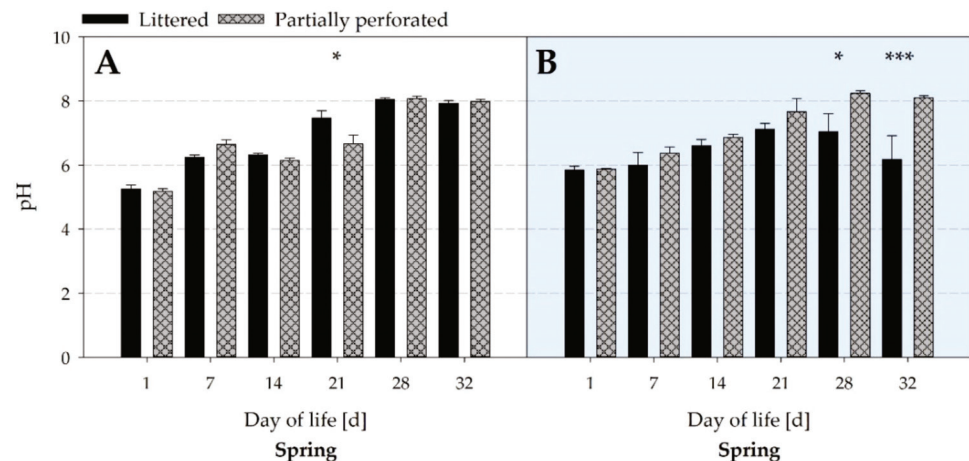 Littered Partially perforated
10
8
6
4
2
0
pH
A
*
B
* ***
1 7 14 21 28 32
1 7 14 21 28 32
Day of life [d]
Spring
Day of life [d]
Spring